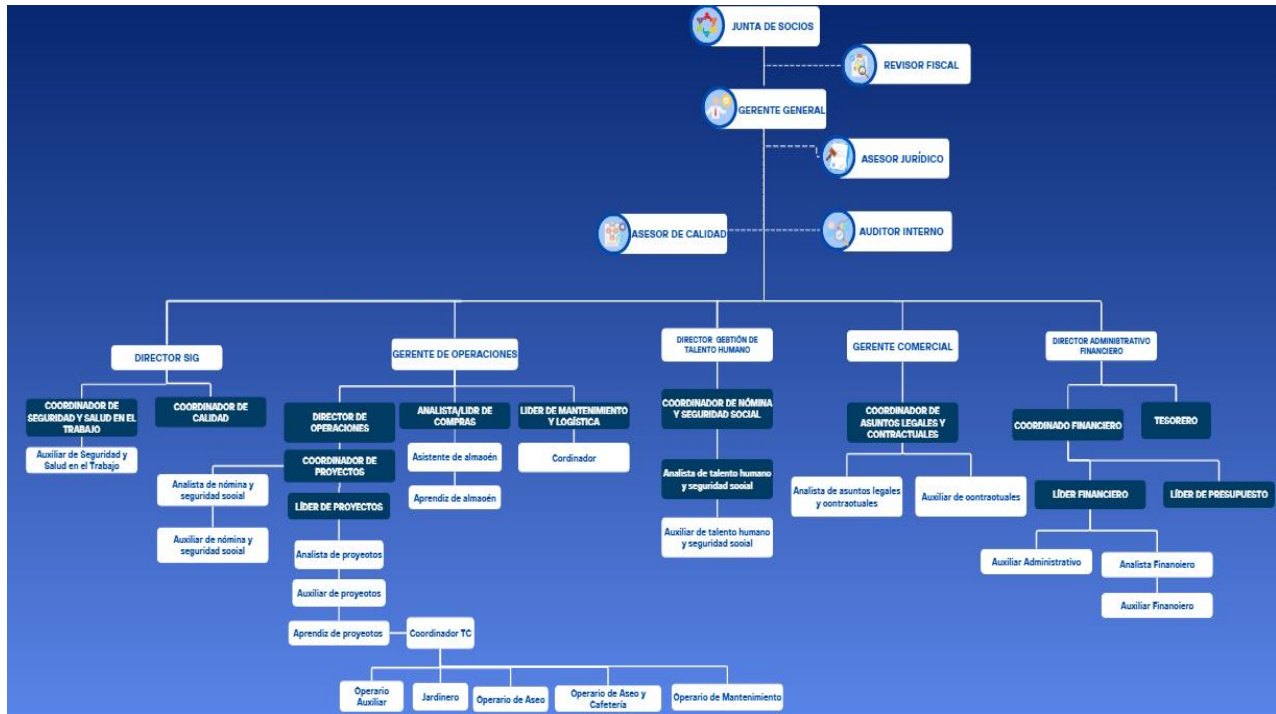 JUNTA DE SOCIOS
REVISOR FISCAL
GERENTE GENERAL
ASESOR JURÍDICO
ASESOR DE CALIDAD
AUDITOR INTERNO
DIRECTOR SIG
GERENTE DE OPERACIONES
DIRECTOR GESTIÓN DE
TALENTO HUMANO
GERENTE COMERCIAL
DIRECTOR ADMINISTRATIVO
FINANCIERO
COORDINADOR DE
SEGURIDAD Y SALUD EN EL
TRABAJO
COORDINADOR DE
CALIDAD
DIRECTOR DE
OPERACIONES
ANALISTA/LIDR DE
COMPRAS
LIDER DE MANTENIMIENTO
Y LOGÍSTICA
COORDINADOR DE NÓMINA
Y SEGURIDAD SOCIAL
COORDINADOR DE
ASUNTOS LEGALES Y
CONTRACTUALES
COORDINADO FINANCIERO
TESORERO
Auxiliar de Seguridad y
Salud en el Trabajo
COORDINADOR DE
PROYECTOS
Asistente de almaoén
Cordinador
Analista de nómina y
seguridad social
Aprendiz de almaoén
Analista de talento humano
y seguridad social
Analista de asuntos legales
y oontraotuales
Auxiliar de oontraotuales
LÍDER FINANCIERO
LÍDER DE PRESUPUESTO
LÍDER DE PROYECTOS
Auxiliar de nómina y
seguridad social
Auxiliar de talento humano
y seguridad sooial
Analista de proyeotos
Auxiliar Administrativo
Analista Finanoiero
Auxiliar de proyeotos
Auxiliar Finanoiero
Aprendiz de proyeotos
Coordinador TC
Operario
Auxiliar
Jardinero
Operario de Aseo
Operario de Aseo y
Cafetería
Operario de Mantenimiento